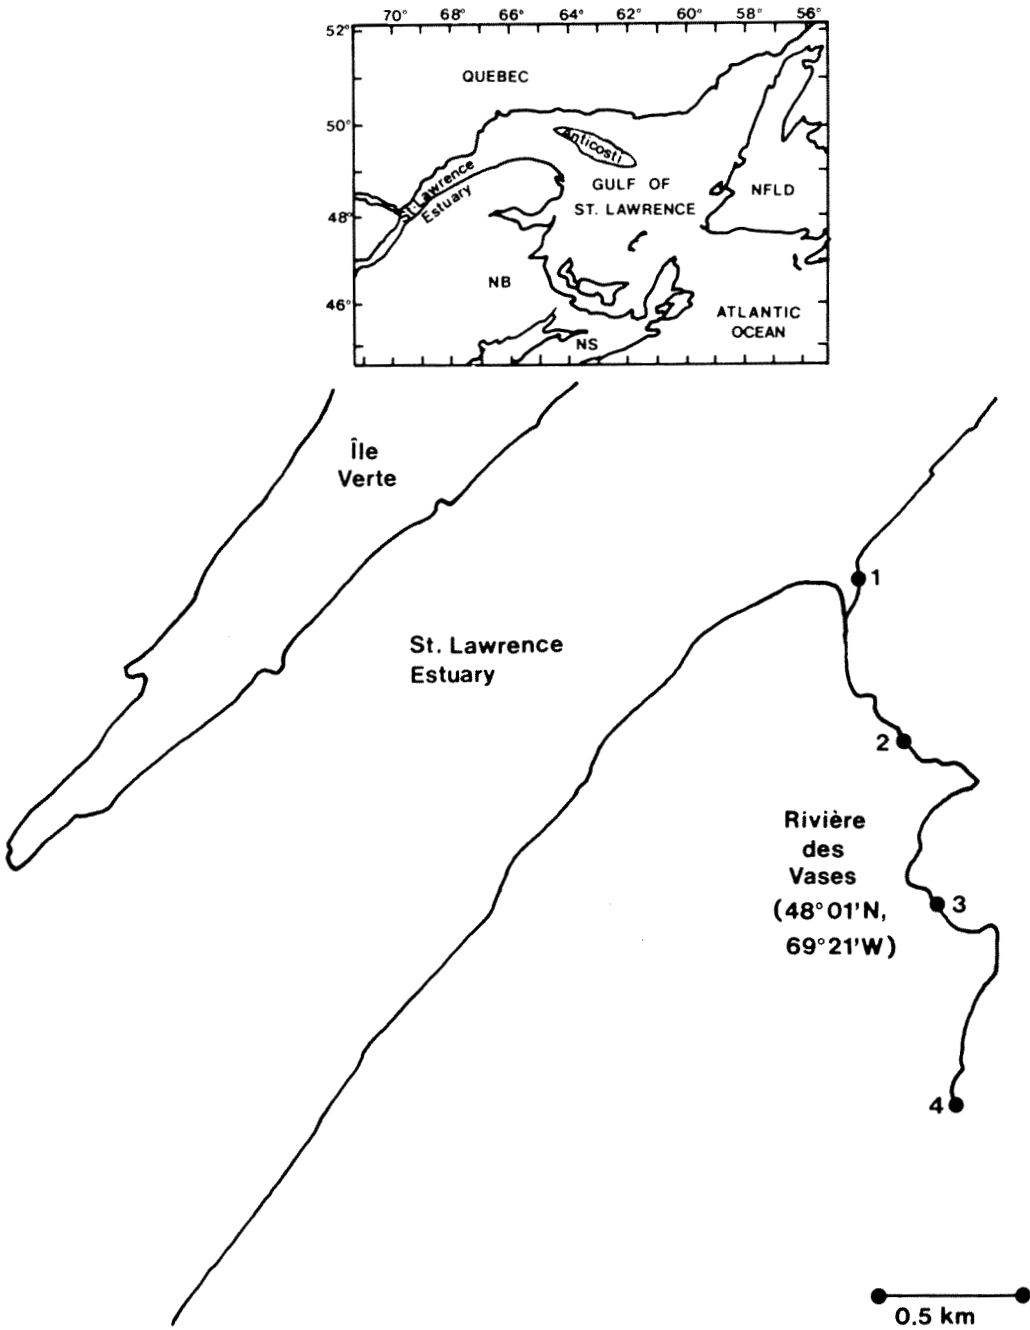 70° 68° 66° 64° 62° 60° 58° 56°
52°
QUEBEC
50°
Anticosti
St. Lawrence
Estuary
GULF OF
ST. LAWRENCE
NFLD
48°
NB
46°
ATLANTIC
OCEAN
NS
Île
Verte
1
St. Lawrence
Estuary
2
Rivière
des
Vases
(48°01'N,
69°21'W)
3
4
0.5 km